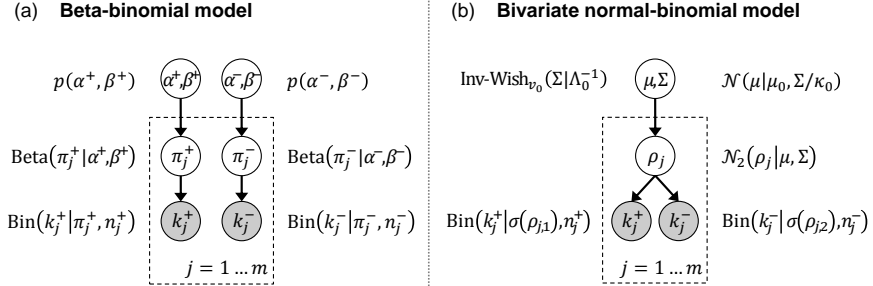 (a) Beta-binomial model
p(α⁺, β⁺) α⁺,β⁺ α⁻,β⁻ p(α⁻, β⁻)
Beta(π_j⁺|α⁺,β⁺) π_j⁺ π_j⁻ Beta(π_j⁻|α⁻,β⁻)
Bin(k_j⁺|π_j⁺, n_j⁺) k_j⁺ k_j⁻ Bin(k_j⁻|π_j⁻, n_j⁻)
j = 1 … m
(b) Bivariate normal-binomial model
Inv-Wish_ν₀(Σ|Λ₀⁻¹) μ,Σ 𝒩(μ|μ₀, Σ/κ₀)
ρ_j 𝒩₂(ρ_j|μ, Σ)
Bin(k_j⁺|σ(ρ_j,1),n_j⁺) k_j⁺ k_j⁻ Bin(k_j⁻|σ(ρ_j,2),n_j⁻)
j = 1 … m